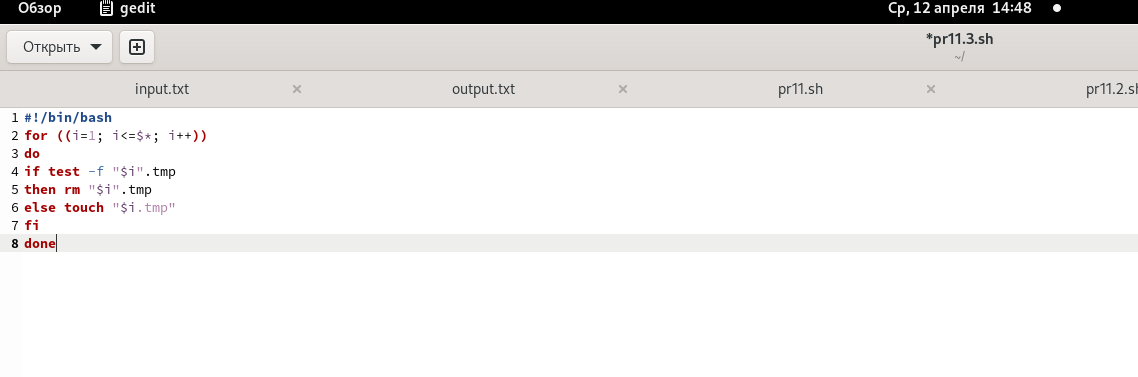 Обзор gedit Ср, 12 апреля 14:48
Открыть *pr11.3.sh
~/
input.txt × output.txt × pr11.sh × pr11.2.sh
1 #!/bin/bash
2 for ((i=1; i<=$*; i++))
3 do
4 if test -f "$i".tmp
5 then rm "$i".tmp
6 else touch "$i.tmp"
7 fi
8 done